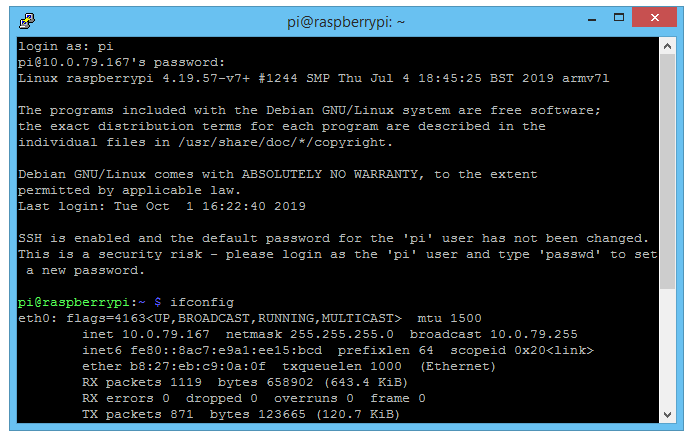 pi@raspberrypi: ~
login as: pi
pi@10.0.79.167's password:
Linux raspberrypi 4.19.57-v7+ #1244 SMP Thu Jul 4 18:45:25 BST 2019 armv7l
The programs included with the Debian GNU/Linux system are free software;
the exact distribution terms for each program are described in the
individual files in /usr/share/doc/*/copyright.
Debian GNU/Linux comes with ABSOLUTELY NO WARRANTY, to the extent
permitted by applicable law.
Last login: Tue Oct  1 16:22:40 2019
SSH is enabled and the default password for the 'pi' user has not been changed.
This is a security risk - please login as the 'pi' user and type 'passwd' to set
 a new password.
pi@raspberrypi:~ $ ifconfig
eth0: flags=4163<UP,BROADCAST,RUNNING,MULTICAST>  mtu 1500
        inet 10.0.79.167  netmask 255.255.255.0  broadcast 10.0.79.255
        inet6 fe80::8ac7:e9a1:ee15:bcd  prefixlen 64  scopeid 0x20<link>
        ether b8:27:eb:c9:0a:0f  txqueuelen 1000  (Ethernet)
        RX packets 1119  bytes 658902 (643.4 KiB)
        RX errors 0  dropped 0  overruns 0  frame 0
        TX packets 871  bytes 123665 (120.7 KiB)